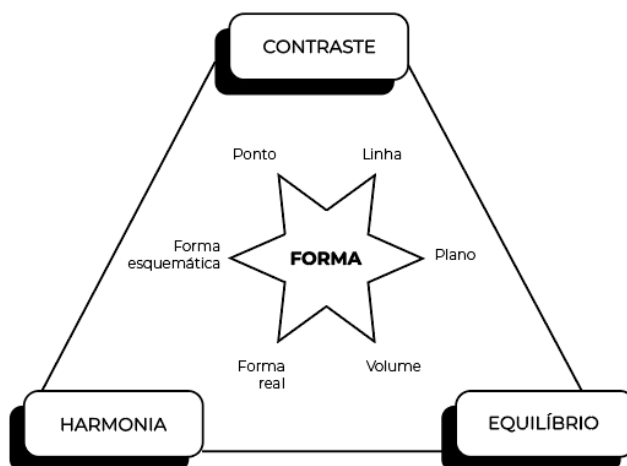 CONTRASTE
Ponto
Linha
Forma
esquemática
FORMA
Plano
Forma
real
Volume
HARMONIA
EQUILÍBRIO